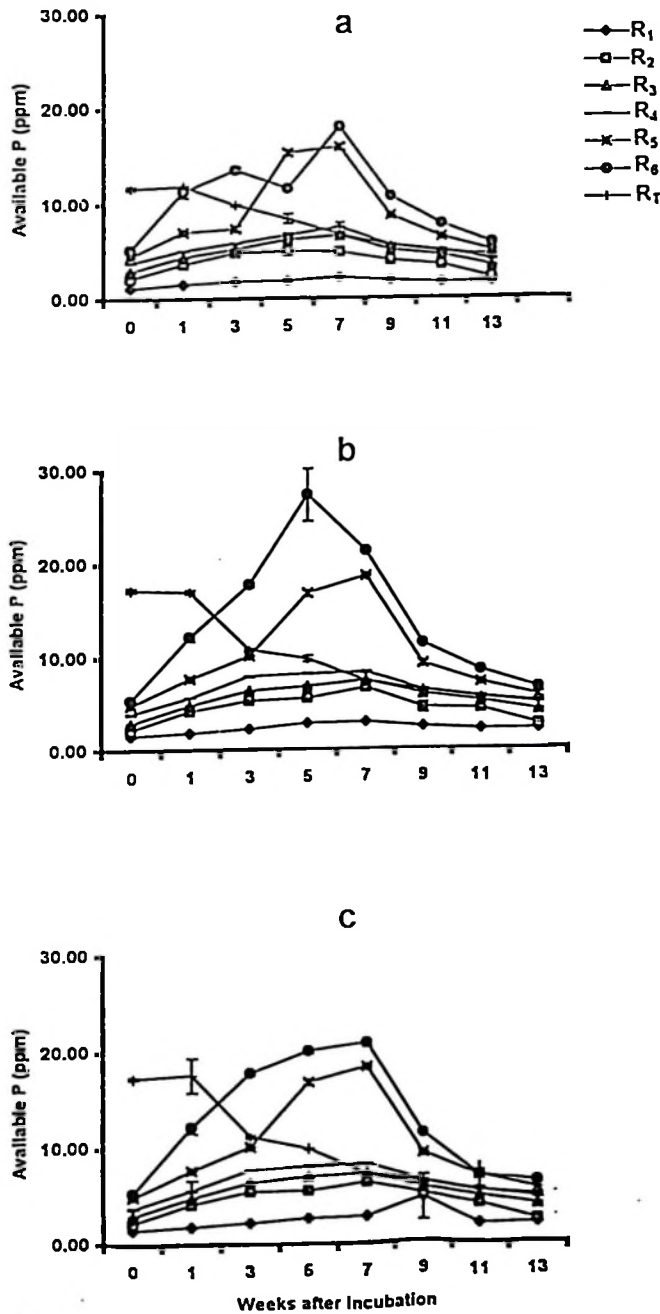 a
30.00
20.00
10.00
0.00
Available P (ppm)
0 1 3 5 7 9 11 13
R1
R2
R3
R4
R5
R6
RT
b
30.00
20.00
10.00
0.00
Available P (ppm)
0 1 3 5 7 9 11 13
c
30.00
20.00
10.00
0.00
Available P (ppm)
0 1 3 5 7 9 11 13
Weeks after Incubation